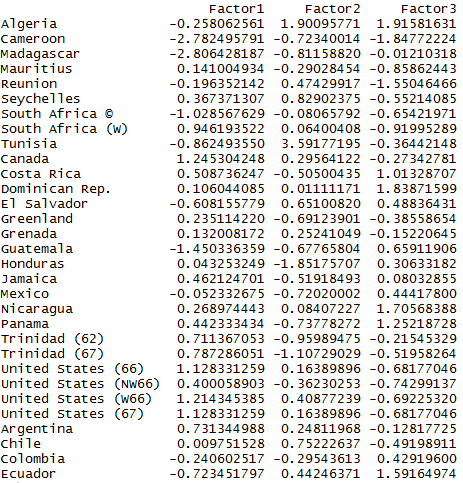 Factor1 Factor2 Factor3
Algeria -0.258062561 1.90095771 1.91581631
Cameroon -2.782495791 -0.72340014 -1.84772224
Madagascar -2.806428187 -0.81158820 -0.01210318
Mauritius 0.141004934 -0.29028454 -0.85862443
Reunion -0.196352142 0.47429917 -1.55046466
Seychelles 0.367371307 0.82902375 -0.55214085
South Africa © -1.028567629 -0.08065792 -0.65421971
South Africa (W) 0.946193522 0.06400408 -0.91995289
Tunisia -0.862493550 3.59177195 -0.36442148
Canada 1.245304248 0.29564122 -0.27342781
Costa Rica 0.508736247 -0.50500435 1.01328707
Dominican Rep. 0.106044085 0.01111171 1.83871599
El Salvador -0.608155779 0.65100820 0.48836431
Greenland 0.235114220 -0.69123901 -0.38558654
Grenada 0.132008172 0.25241049 -0.15220645
Guatemala -1.450336359 -0.67765804 0.65911906
Honduras 0.043253249 -1.85175707 0.30633182
Jamaica 0.462124701 -0.51918493 0.08032855
Mexico -0.052332675 -0.72020002 0.44417800
Nicaragua 0.268974443 0.08407227 1.70568388
Panama 0.442333434 -0.73778272 1.25218728
Trinidad (62) 0.711367053 -0.95989475 -0.21545329
Trinidad (67) 0.787286051 -1.10729029 -0.51958264
United States (66) 1.128331259 0.16389896 -0.68177046
United States (NW66) 0.400058903 -0.36230253 -0.74299137
United States (W66) 1.214345385 0.40877239 -0.69225320
United States (67) 1.128331259 0.16389896 -0.68177046
Argentina 0.731344988 0.24811968 -0.12817725
Chile 0.009751528 0.75222637 -0.49198911
Colombia -0.240602517 -0.29543613 0.42919600
Ecuador -0.723451797 0.44246371 1.59164974